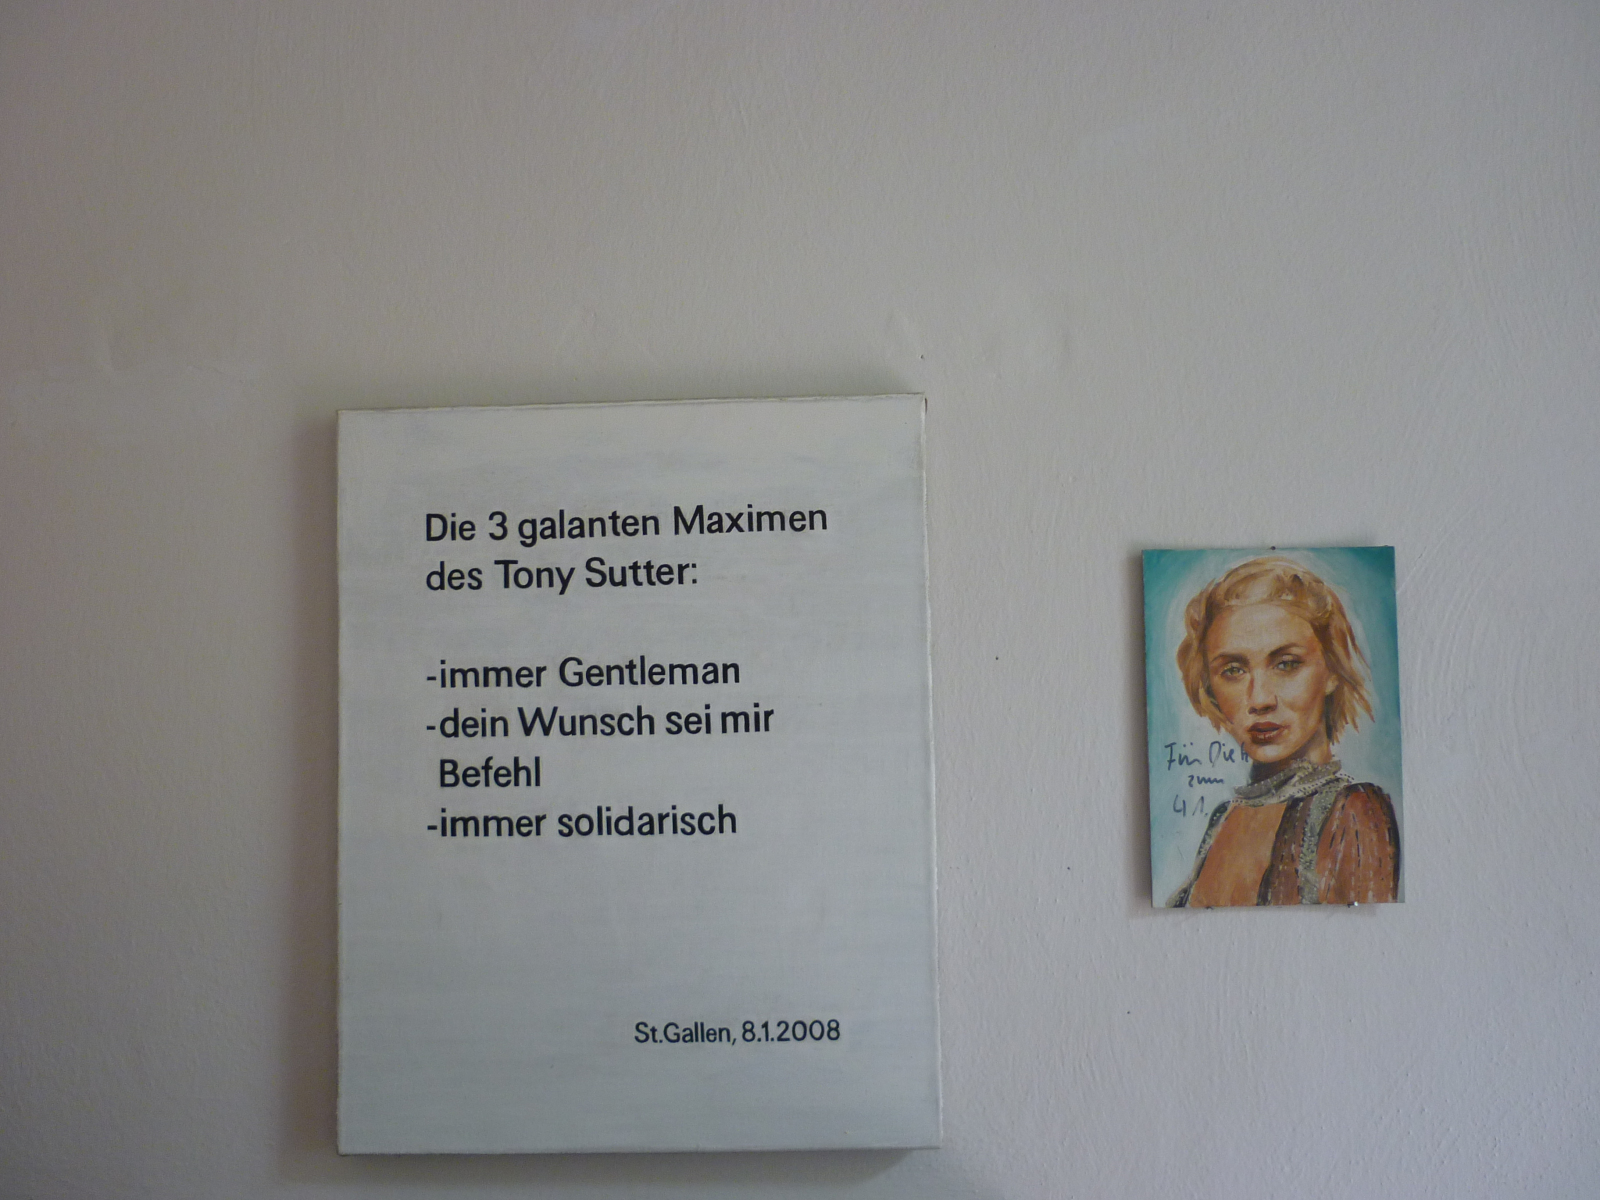 Die 3 galanten Maximen
des Tony Sutter:
-immer Gentleman
-dein Wunsch sei mir
Befehl
-immer solidarisch
St.Gallen, 8.1.2008
Für Dich
zum
41.